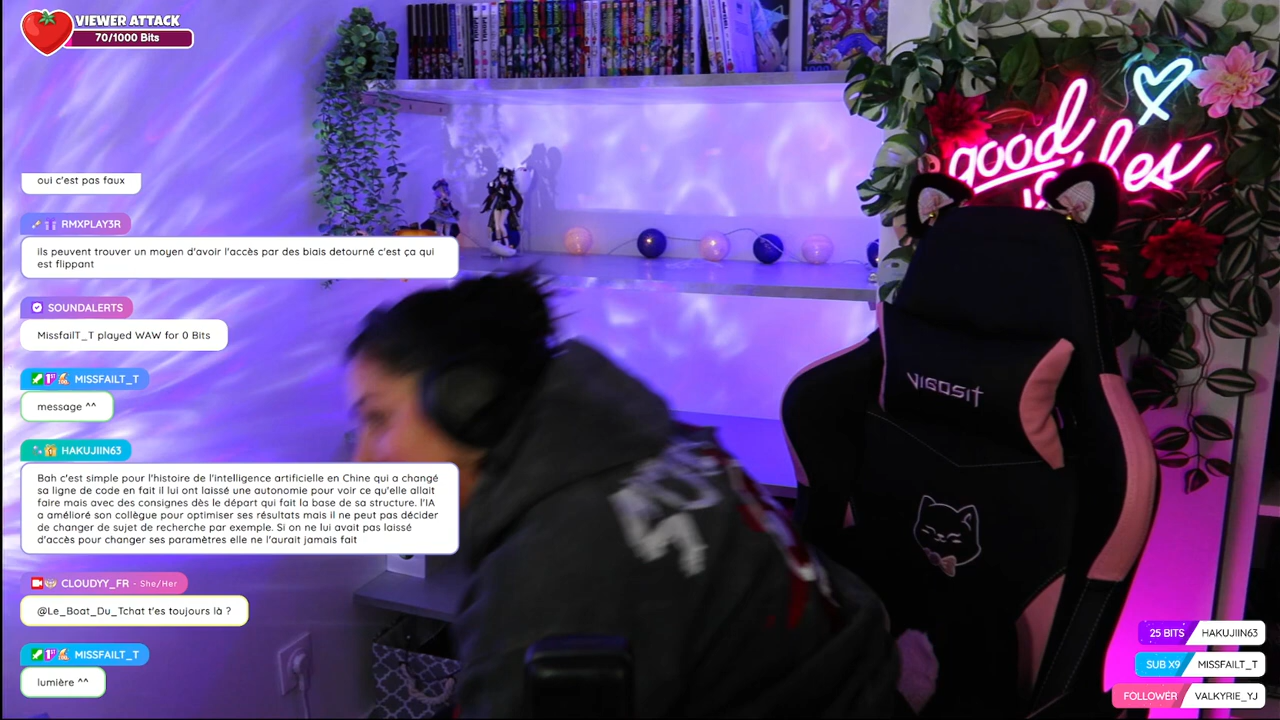 VIEWER ATTACK
70/1000 Bits
oui c'est pas faux
RMXPLAY3R
ils peuvent trouver un moyen d'avoir l'accès par des biais detourné c'est ça qui
est flippant
SOUNDALERTS
MissfailT_T played WAW for 0 Bits
MISSFAILT_T
message ^^
HAKUJIIN63
Bah c'est simple pour l'histoire de l'intelligence artificielle en Chine qui a changé
sa ligne de code en fait il lui ont laissé une autonomie pour voir ce qu'elle allait
faire mais avec des consignes dès le départ qui fait la base de sa structure. l'IA
a amélioré son collègue pour optimiser ses résultats mais il ne peut pas décider
de changer de sujet de recherche par exemple. Si on ne lui avait pas laissé
d'accès pour changer ses paramètres elle ne l'aurait jamais fait
CLOUDYY_FR - She/Her
@Le_Boat_Du_Tchat t'es toujours là ?
MISSFAILT_T
lumière ^^
good
VIGOSIT
25 BITS HAKUJIIN63
SUB X9 MISSFAILT_T
FOLLOWER VALKYRIE_YJ